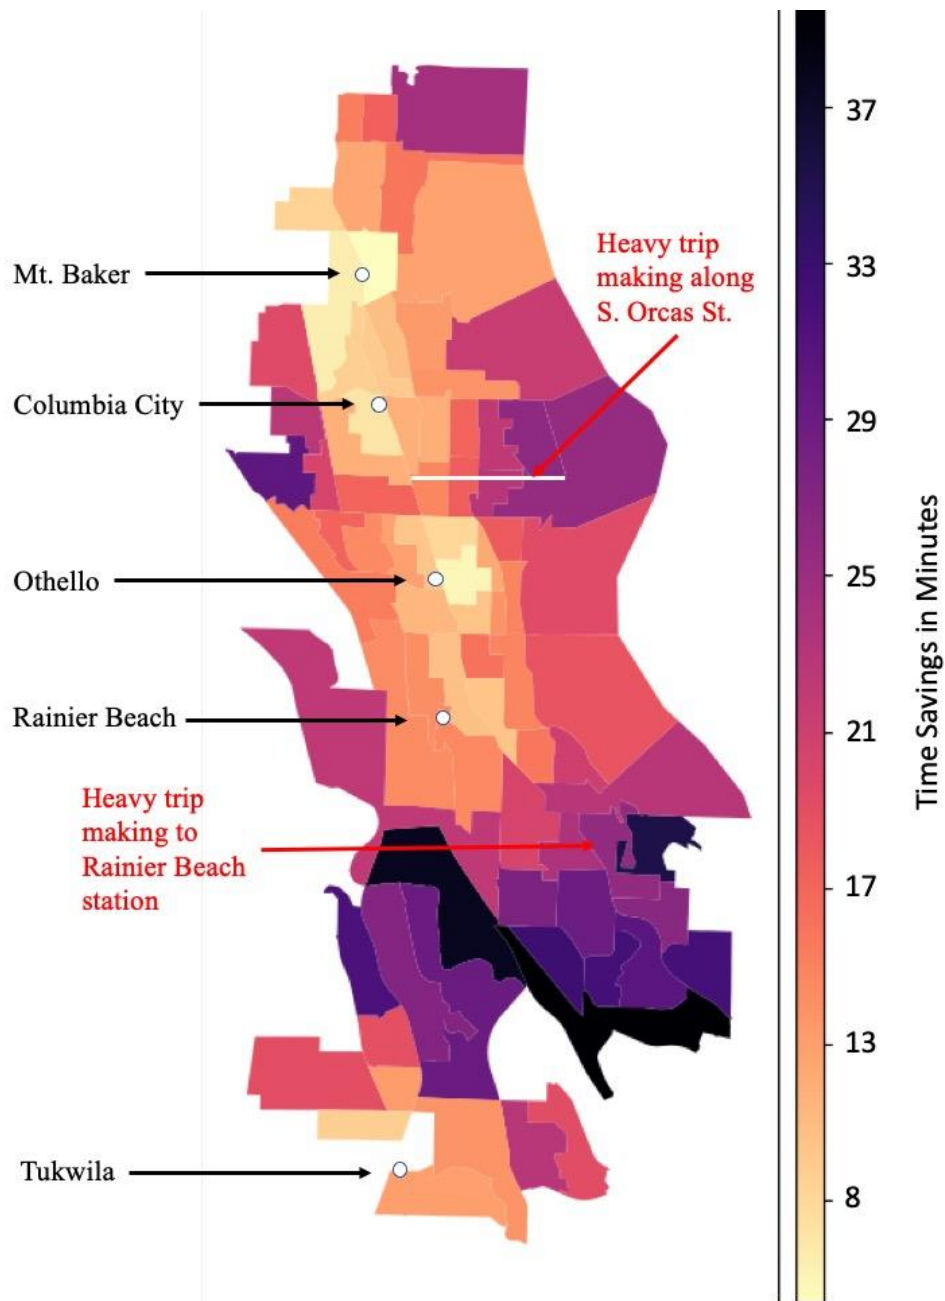 37
Heavy trip
making along
S. Orcas St.
33
Mt. Baker
29
Columbia City
25
Othello
Time Savings in Minutes
21
Rainier Beach
Heavy trip
making to
Rainier Beach
station
17
13
Tukwila
8